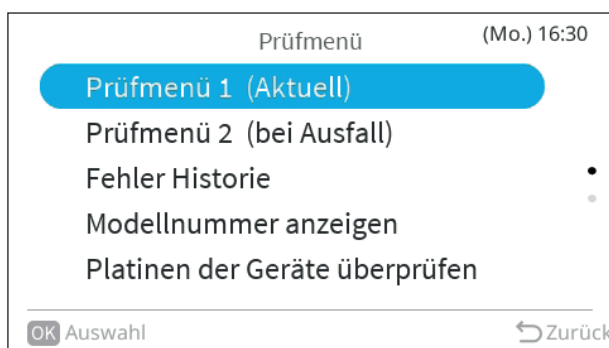 Prüfmenü
(Mo.) 16:30
Prüfmenü 1 (Aktuell)
Prüfmenü 2 (bei Ausfall)
Fehler Historie
Modellnummer anzeigen
Platinen der Geräte überprüfen
OK Auswahl
Zurück